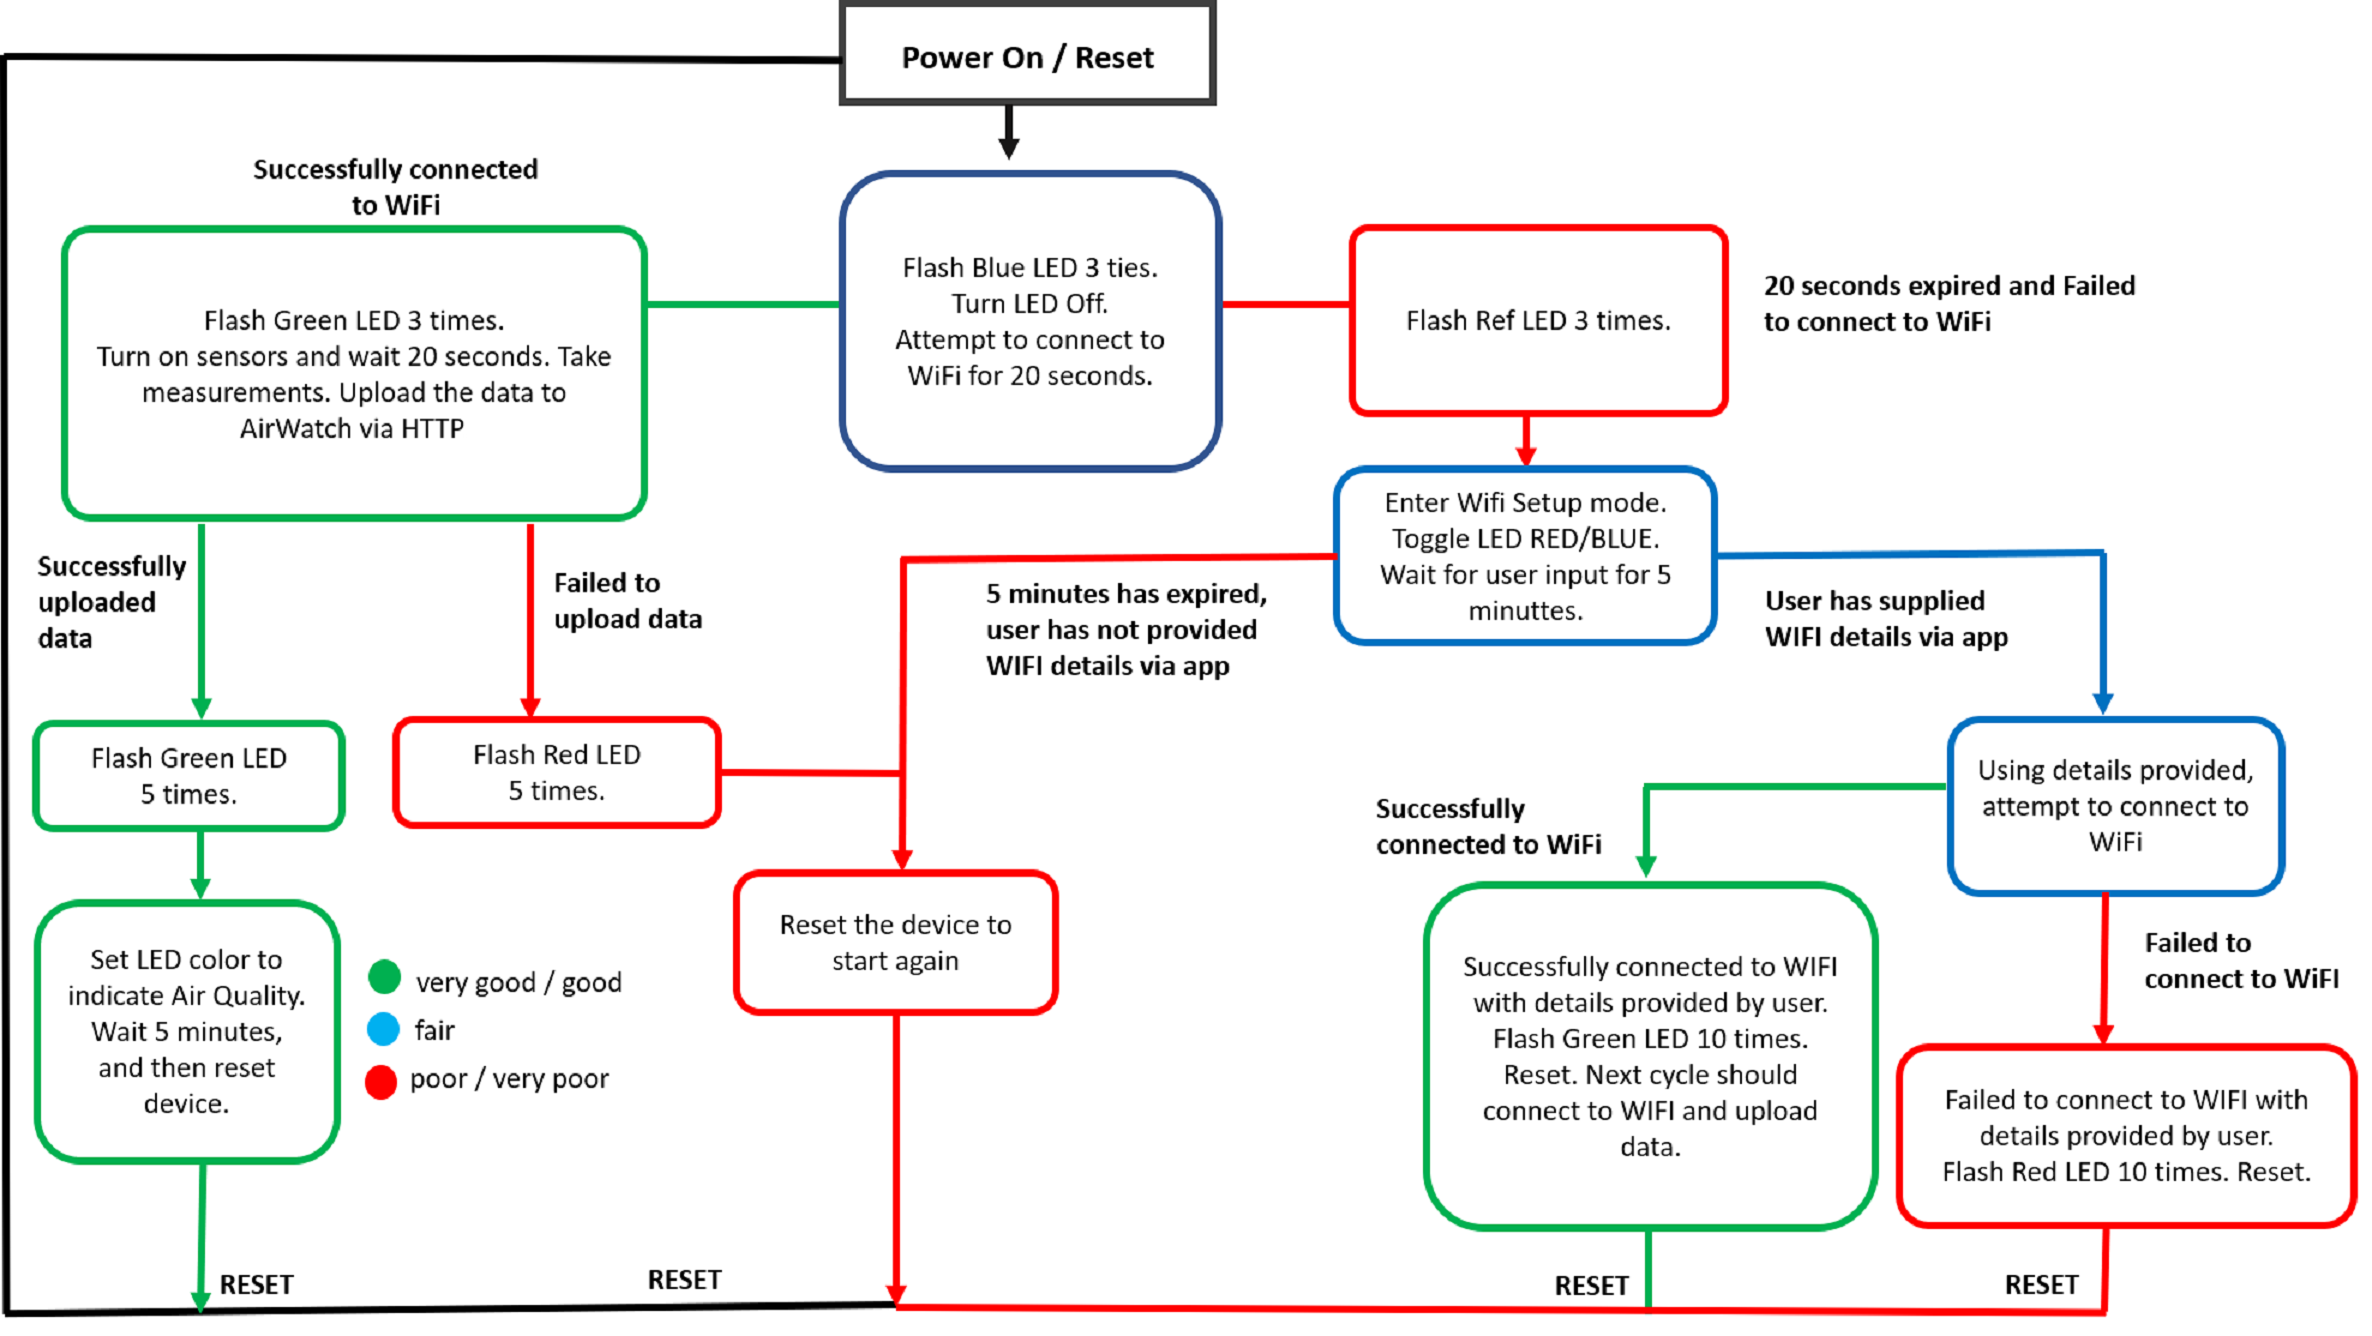 Power On / Reset
Successfully connected
to WiFi
Flash Blue LED 3 ties.
Turn LED Off.
Attempt to connect to
WiFi for 20 seconds.
Flash Green LED 3 times.
Turn on sensors and wait 20 seconds. Take
measurements. Upload the data to
AirWatch via HTTP
Flash Ref LED 3 times.
20 seconds expired and Failed
to connect to WiFi
Enter Wifi Setup mode.
Toggle LED RED/BLUE.
Wait for user input for 5
minuttes.
Successfully
uploaded
data
Failed to
upload data
5 minutes has expired,
user has not provided
WIFI details via app
User has supplied
WIFI details via app
Flash Green LED
5 times.
Flash Red LED
5 times.
Using details provided,
attempt to connect to
WiFi
Successfully
connected to WiFi
Reset the device to
start again
Set LED color to
indicate Air Quality.
Wait 5 minutes,
and then reset
device.
very good / good
fair
poor / very poor
Successfully connected to WIFI
with details provided by user.
Flash Green LED 10 times.
Reset. Next cycle should
connect to WIFI and upload
data.
Failed to
connect to WiFI
Failed to connect to WIFI with
details provided by user.
Flash Red LED 10 times. Reset.
RESET
RESET
RESET
RESET